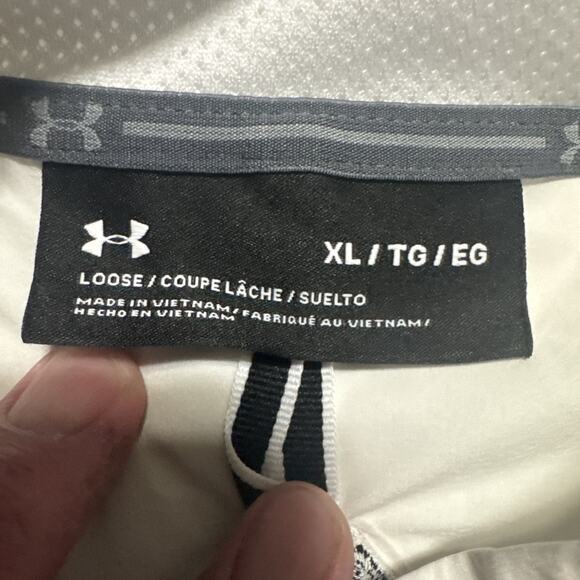 XL / TG / EG
LOOSE / COUPE LÂCHE / SUELTO
MADE IN VIETNAM / FABRIQUÉ AU VIETNAM /
HECHO EN VIETNAM